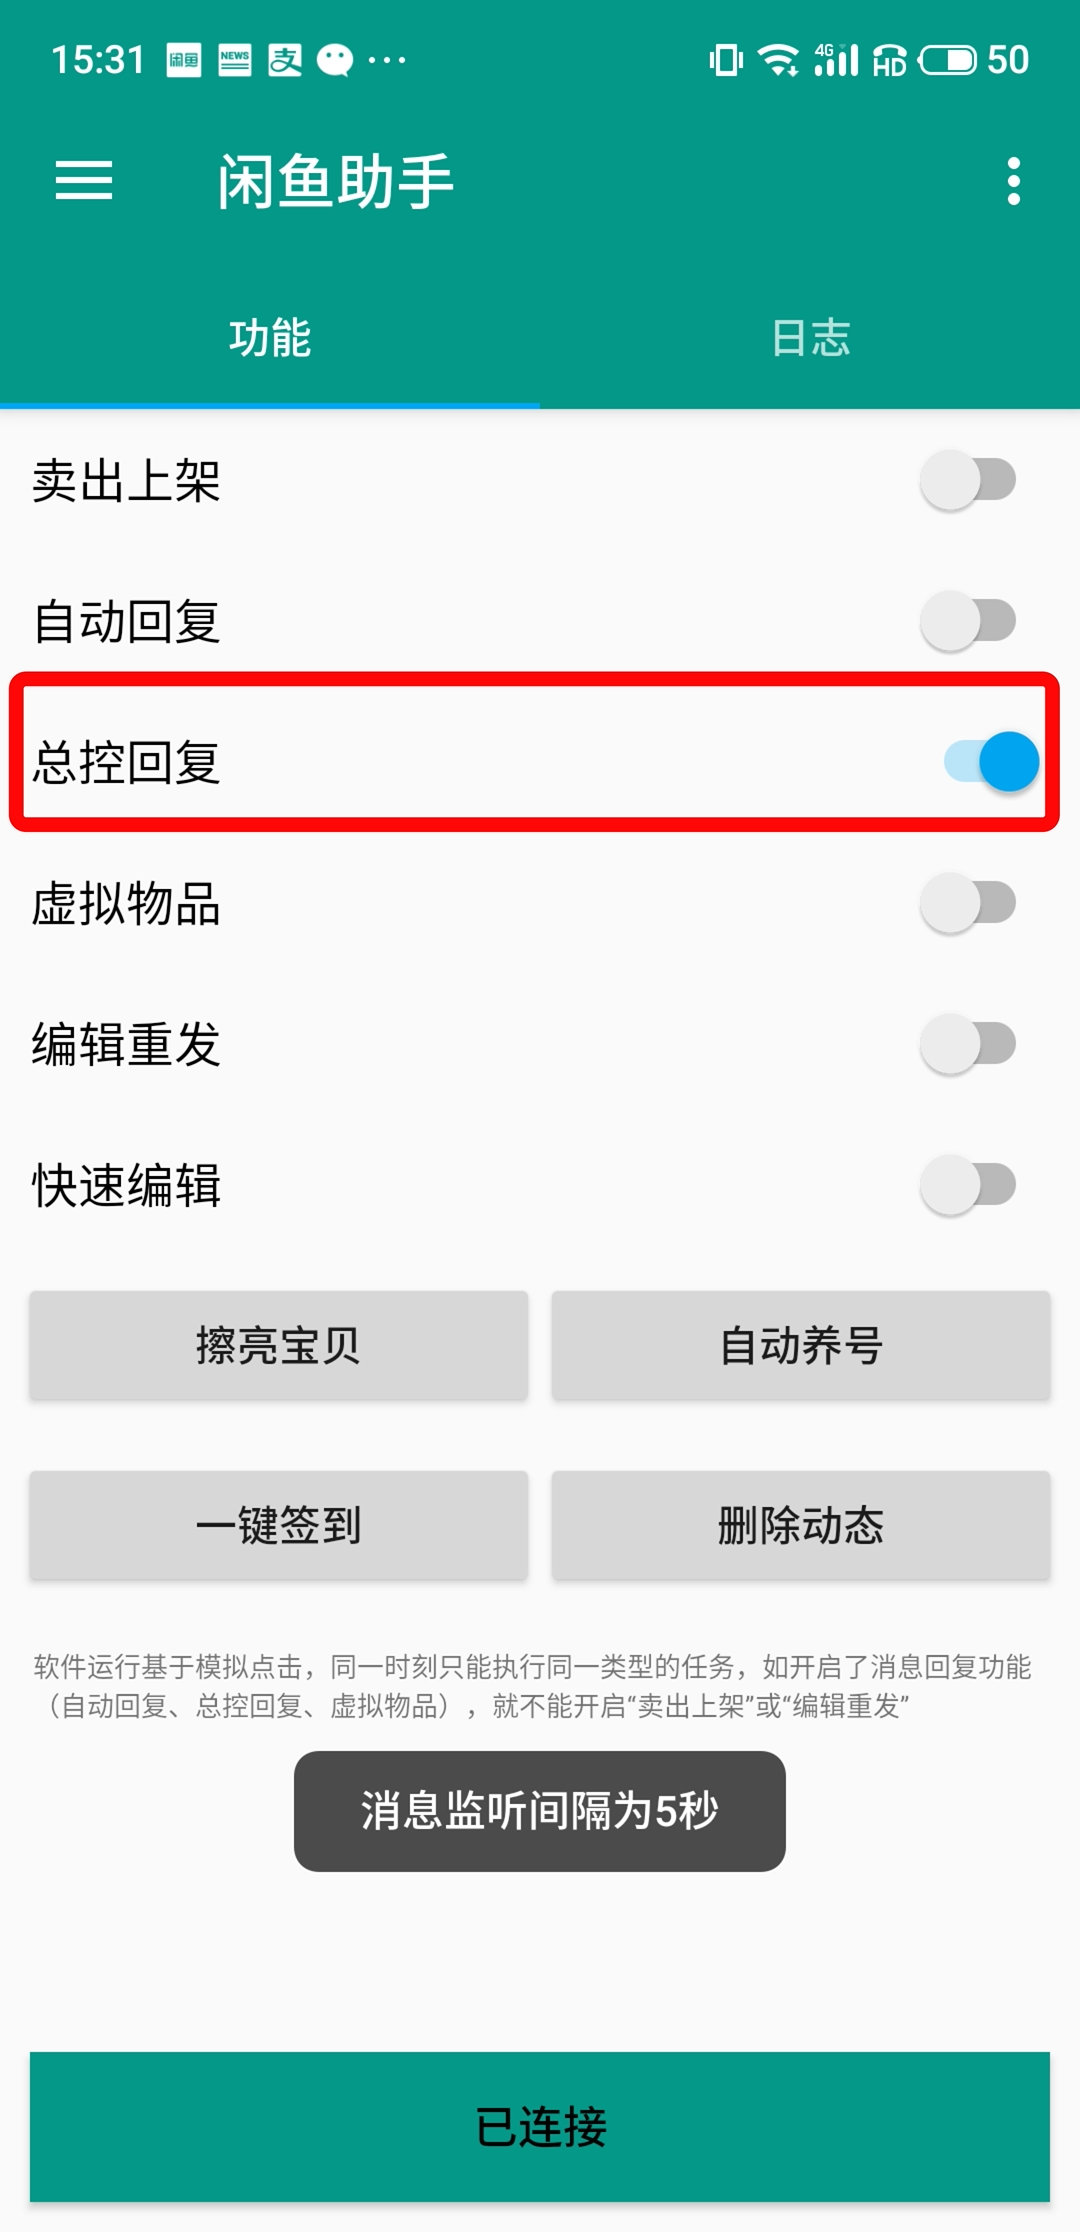 15:31 闲鱼 NEWS 支 ··· 4G HD 50
闲鱼助手
功能 日志
卖出上架
自动回复
总控回复
虚拟物品
编辑重发
快速编辑
擦亮宝贝 自动养号
一键签到 删除动态
软件运行基于模拟点击，同一时刻只能执行同一类型的任务，如开启了消息回复功能
（自动回复、总控回复、虚拟物品），就不能开启“卖出上架”或“编辑重发”
消息监听间隔为5秒
已连接